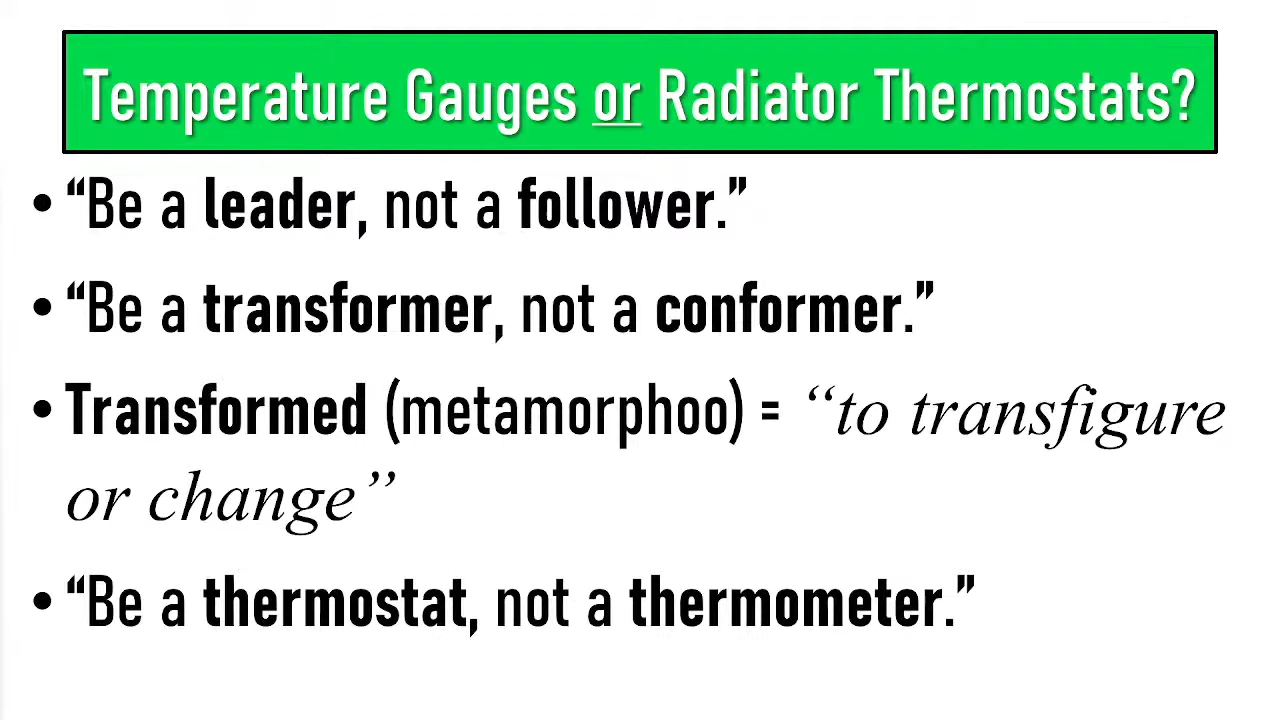 Temperature Gauges or Radiator Thermostats?
• “Be a leader, not a follower.”
• “Be a transformer, not a conformer.”
• Transformed (metamorphoo) = “to transfigure
or change”
• “Be a thermostat, not a thermometer.”